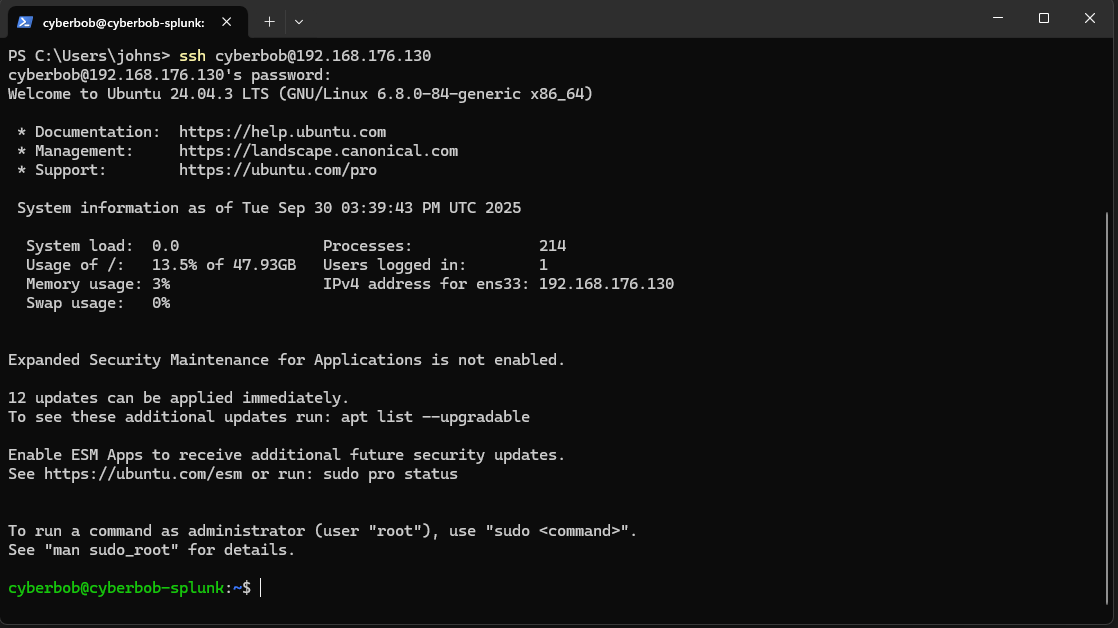 cyberbob@cyberbob-splunk:
PS C:\Users\johns> ssh cyberbob@192.168.176.130
cyberbob@192.168.176.130's password:
Welcome to Ubuntu 24.04.3 LTS (GNU/Linux 6.8.0-84-generic x86_64)

 * Documentation:  https://help.ubuntu.com
 * Management:     https://landscape.canonical.com
 * Support:        https://ubuntu.com/pro

 System information as of Tue Sep 30 03:39:43 PM UTC 2025

  System load:  0.0                Processes:              214
  Usage of /:   13.5% of 47.93GB   Users logged in:        1
  Memory usage: 3%                 IPv4 address for ens33: 192.168.176.130
  Swap usage:   0%

Expanded Security Maintenance for Applications is not enabled.

12 updates can be applied immediately.
To see these additional updates run: apt list --upgradable

Enable ESM Apps to receive additional future security updates.
See https://ubuntu.com/esm or run: sudo pro status

To run a command as administrator (user "root"), use "sudo <command>".
See "man sudo_root" for details.

cyberbob@cyberbob-splunk:~$